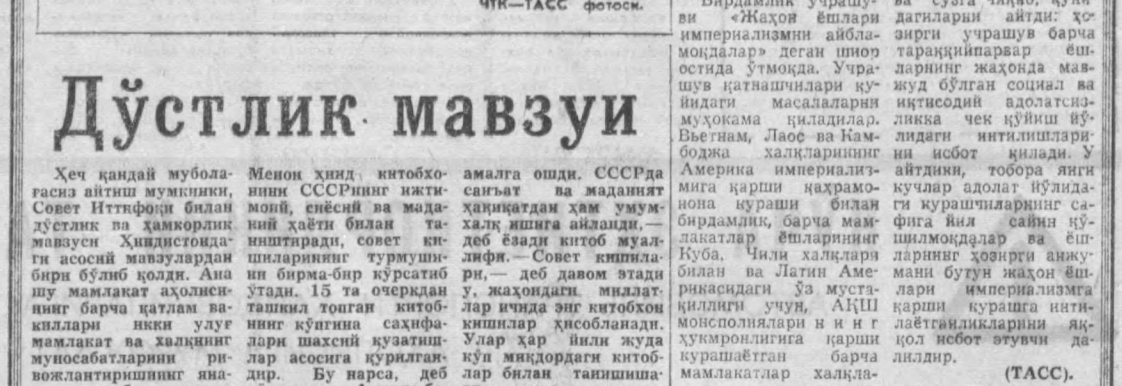 ЧТК—ТАСС фотоси.
Дўстлик мавзуи
Ҳеч қандай мубола-
ғасиз айтиш мумкинки,
Совет Иттифоқи билан
дўстлик ва ҳамкорлик
мавзуси Ҳиндистонда-
ги асосий мавзулардан
бири бўлиб қолди. Ана
шу мамлакат аҳолиси-
нинг барча қатлам ва-
киллари икки улуғ
мамлакат ва халқнинг
муносабатларини ри-
вожлантиришнинг яна-
Менон ҳинд китобхо-
нини СССРнинг ижти-
моий, сиёсий ва мада-
ний ҳаёти билан та-
ништиради, совет ки-
шиларининг турмуши-
ни бирма-бир кўрсатиб
ўтади. 15 та очеркдан
ташкил топган китоб-
нинг кўпгина саҳифа-
лари шахсий кузатиш-
лар асосига қурилган-
дир. Бу нарса, деб
амалга ошди. СССРда
санъат ва маданият
ҳақиқатдан ҳам умум-
халқ ишига айланди,—
деб ёзади китоб муал-
лифи.—Совет кишила-
ри,— деб давом этади
у, жаҳондаги миллат-
лар ичида энг китобхон
кишилар ҳисобланади.
Улар ҳар йили жуда
кўп миқдордаги китоб-
лар билан танишиша-
Бирдамлик учрашу-
ви «Жаҳон ёшлари
империализмни айбла-
моқдалар» деган шиор
остида ўтмоқда. Учра-
шув қатнашчилари қу-
йидаги масалаларни
муҳокама қиладилар.
Вьетнам, Лаос ва Кам-
боджа халқларининг
Америка империализ-
мига қарши қаҳрамо-
нона кураши билан
бирдамлик, барча мам-
лакатлар ёшларининг
Куба, Чили халқлари
билан ва Латин Аме-
рикасидаги ўз муста-
қиллиги учун, АҚШ
монсполиялари нинг
ҳукмронлигига қарши
курашаётган барча
мамлакатлар халқла-
ва сўзга
дагиларни айтди: ҳо-
зирги учрашув барча
тараққийпарвар ёш-
ларнинг жаҳонда мав-
жуд бўлган социал ва
иқтисодий адолатсиз-
ликка чек қўйиш йў-
лидаги интилишлари-
ни исбот қилади. У
айтдики, тобора янги
кучлар адолат йўлида-
ги курашчиларнинг са-
фига йил сайин қў-
шилмоқдалар ва ёш-
ларнинг ҳозирги анжу-
мани бутун жаҳон ёш-
лари империализмга
қарши курашга инти-
лаётганликларини яқ-
қол исбот этувчи да-
лилдир.
(ТАСС).